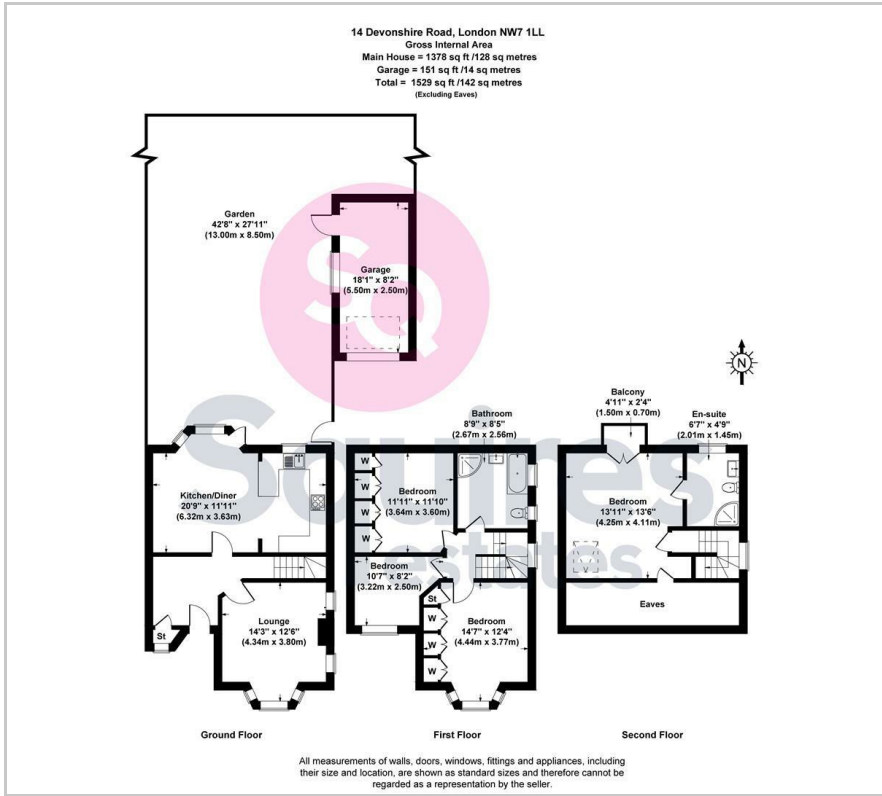 14 Devonshire Road, London NW7 1LL
Gross Internal Area
Main House = 1378 sq ft /128 sq metres
Garage = 151 sq ft /14 sq metres
Total = 1529 sq ft /142 sq metres
(Excluding Eaves)
Garden
42'8" x 27'11"
(13.00m x 8.50m)
Garage
18'1" x 8'2"
(5.50m x 2.50m)
SQ
Squires
estates
N
Kitchen/Diner
20'9" x 11'11"
(6.32m x 3.63m)
Lounge
14'3" x 12'6"
(4.34m x 3.80m)
St
Ground Floor
Bathroom
8'9" x 8'5"
(2.67m x 2.56m)
W
W
W
W
Bedroom
11'11" x 11'10"
(3.64m x 3.60m)
Bedroom
10'7" x 8'2"
(3.22m x 2.50m)
St
W
W
W
Bedroom
14'7" x 12'4"
(4.44m x 3.77m)
First Floor
Balcony
4'11" x 2'4"
(1.50m x 0.70m)
En-suite
6'7" x 4'9"
(2.01m x 1.45m)
Bedroom
13'11" x 13'6"
(4.25m x 4.11m)
Eaves
Second Floor
All measurements of walls, doors, windows, fittings and appliances, including
their size and location, are shown as standard sizes and therefore cannot be
regarded as a representation by the seller.